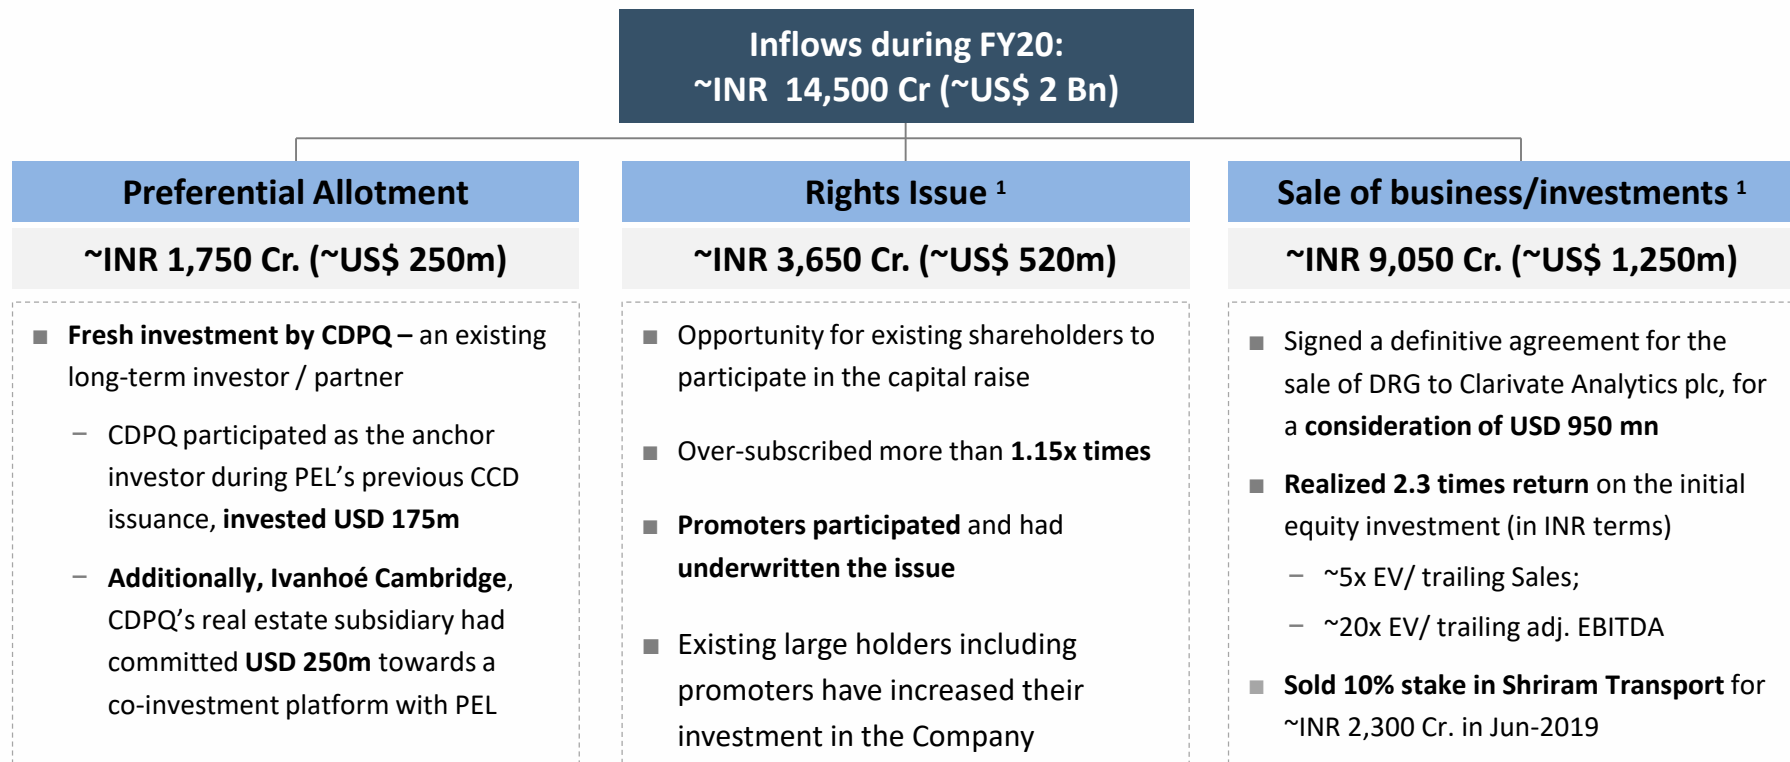 Inflows during FY20:
~INR 14,500 Cr (~US$ 2 Bn)
Preferential Allotment
~INR 1,750 Cr. (~US$ 250m)
■ Fresh investment by CDPQ – an existing
long-term investor / partner
− CDPQ participated as the anchor
investor during PEL’s previous CCD
issuance, invested USD 175m
− Additionally, Ivanhoé Cambridge,
CDPQ’s real estate subsidiary had
committed USD 250m towards a
co-investment platform with PEL
Rights Issue 1
~INR 3,650 Cr. (~US$ 520m)
■ Opportunity for existing shareholders to
participate in the capital raise
■ Over-subscribed more than 1.15x times
■ Promoters participated and had
underwritten the issue
■ Existing large holders including
promoters have increased their
investment in the Company
Sale of business/investments 1
~INR 9,050 Cr. (~US$ 1,250m)
■ Signed a definitive agreement for the
sale of DRG to Clarivate Analytics plc, for
a consideration of USD 950 mn
■ Realized 2.3 times return on the initial
equity investment (in INR terms)
− ~5x EV/ trailing Sales;
− ~20x EV/ trailing adj. EBITDA
■ Sold 10% stake in Shriram Transport for
~INR 2,300 Cr. in Jun-2019